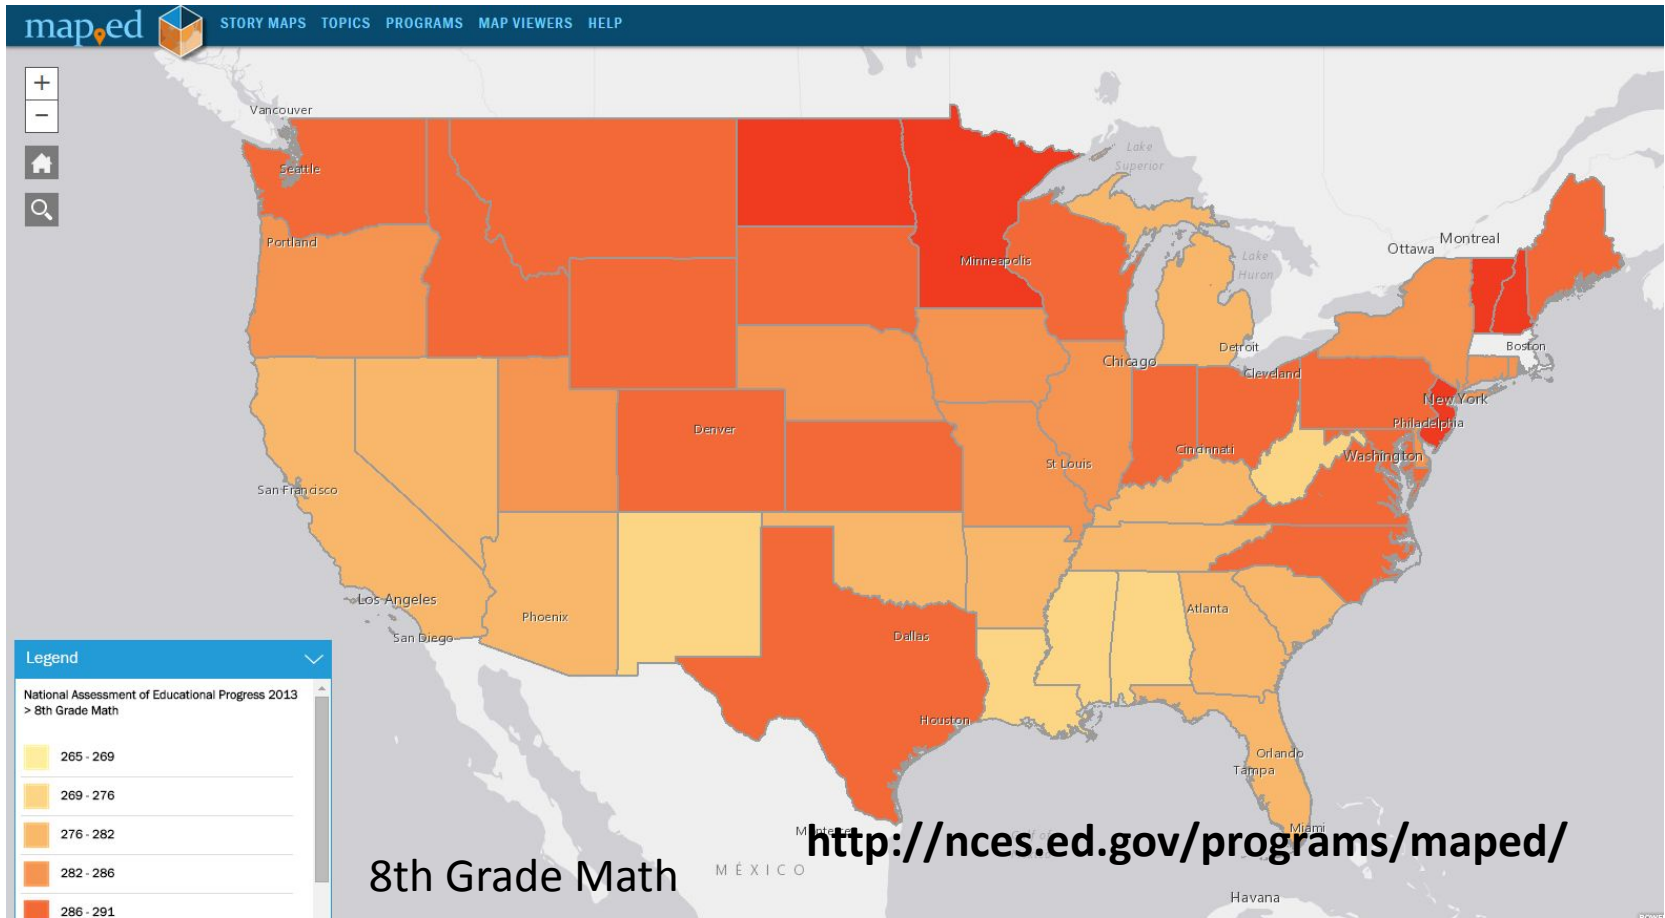 map.ed
STORY MAPS TOPICS PROGRAMS MAP VIEWERS HELP
+
−
Vancouver
Seattle
Portland
Lake
Superior
Minneapolis
Lake
Huron
Ottawa
Montreal
Boston
Detroit
Chicago
Cleveland
New York
Philadelphia
Denver
Cincinnati
Washington
St Louis
San Francisco
Los Angeles
Phoenix
San Diego
Atlanta
Dallas
Houston
Orlando
Tampa
Miami
MÉXICO
Havana
Legend
National Assessment of Educational Progress 2013
> 8th Grade Math
265 - 269
269 - 276
276 - 282
282 - 286
286 - 291
8th Grade Math
http://nces.ed.gov/programs/maped/